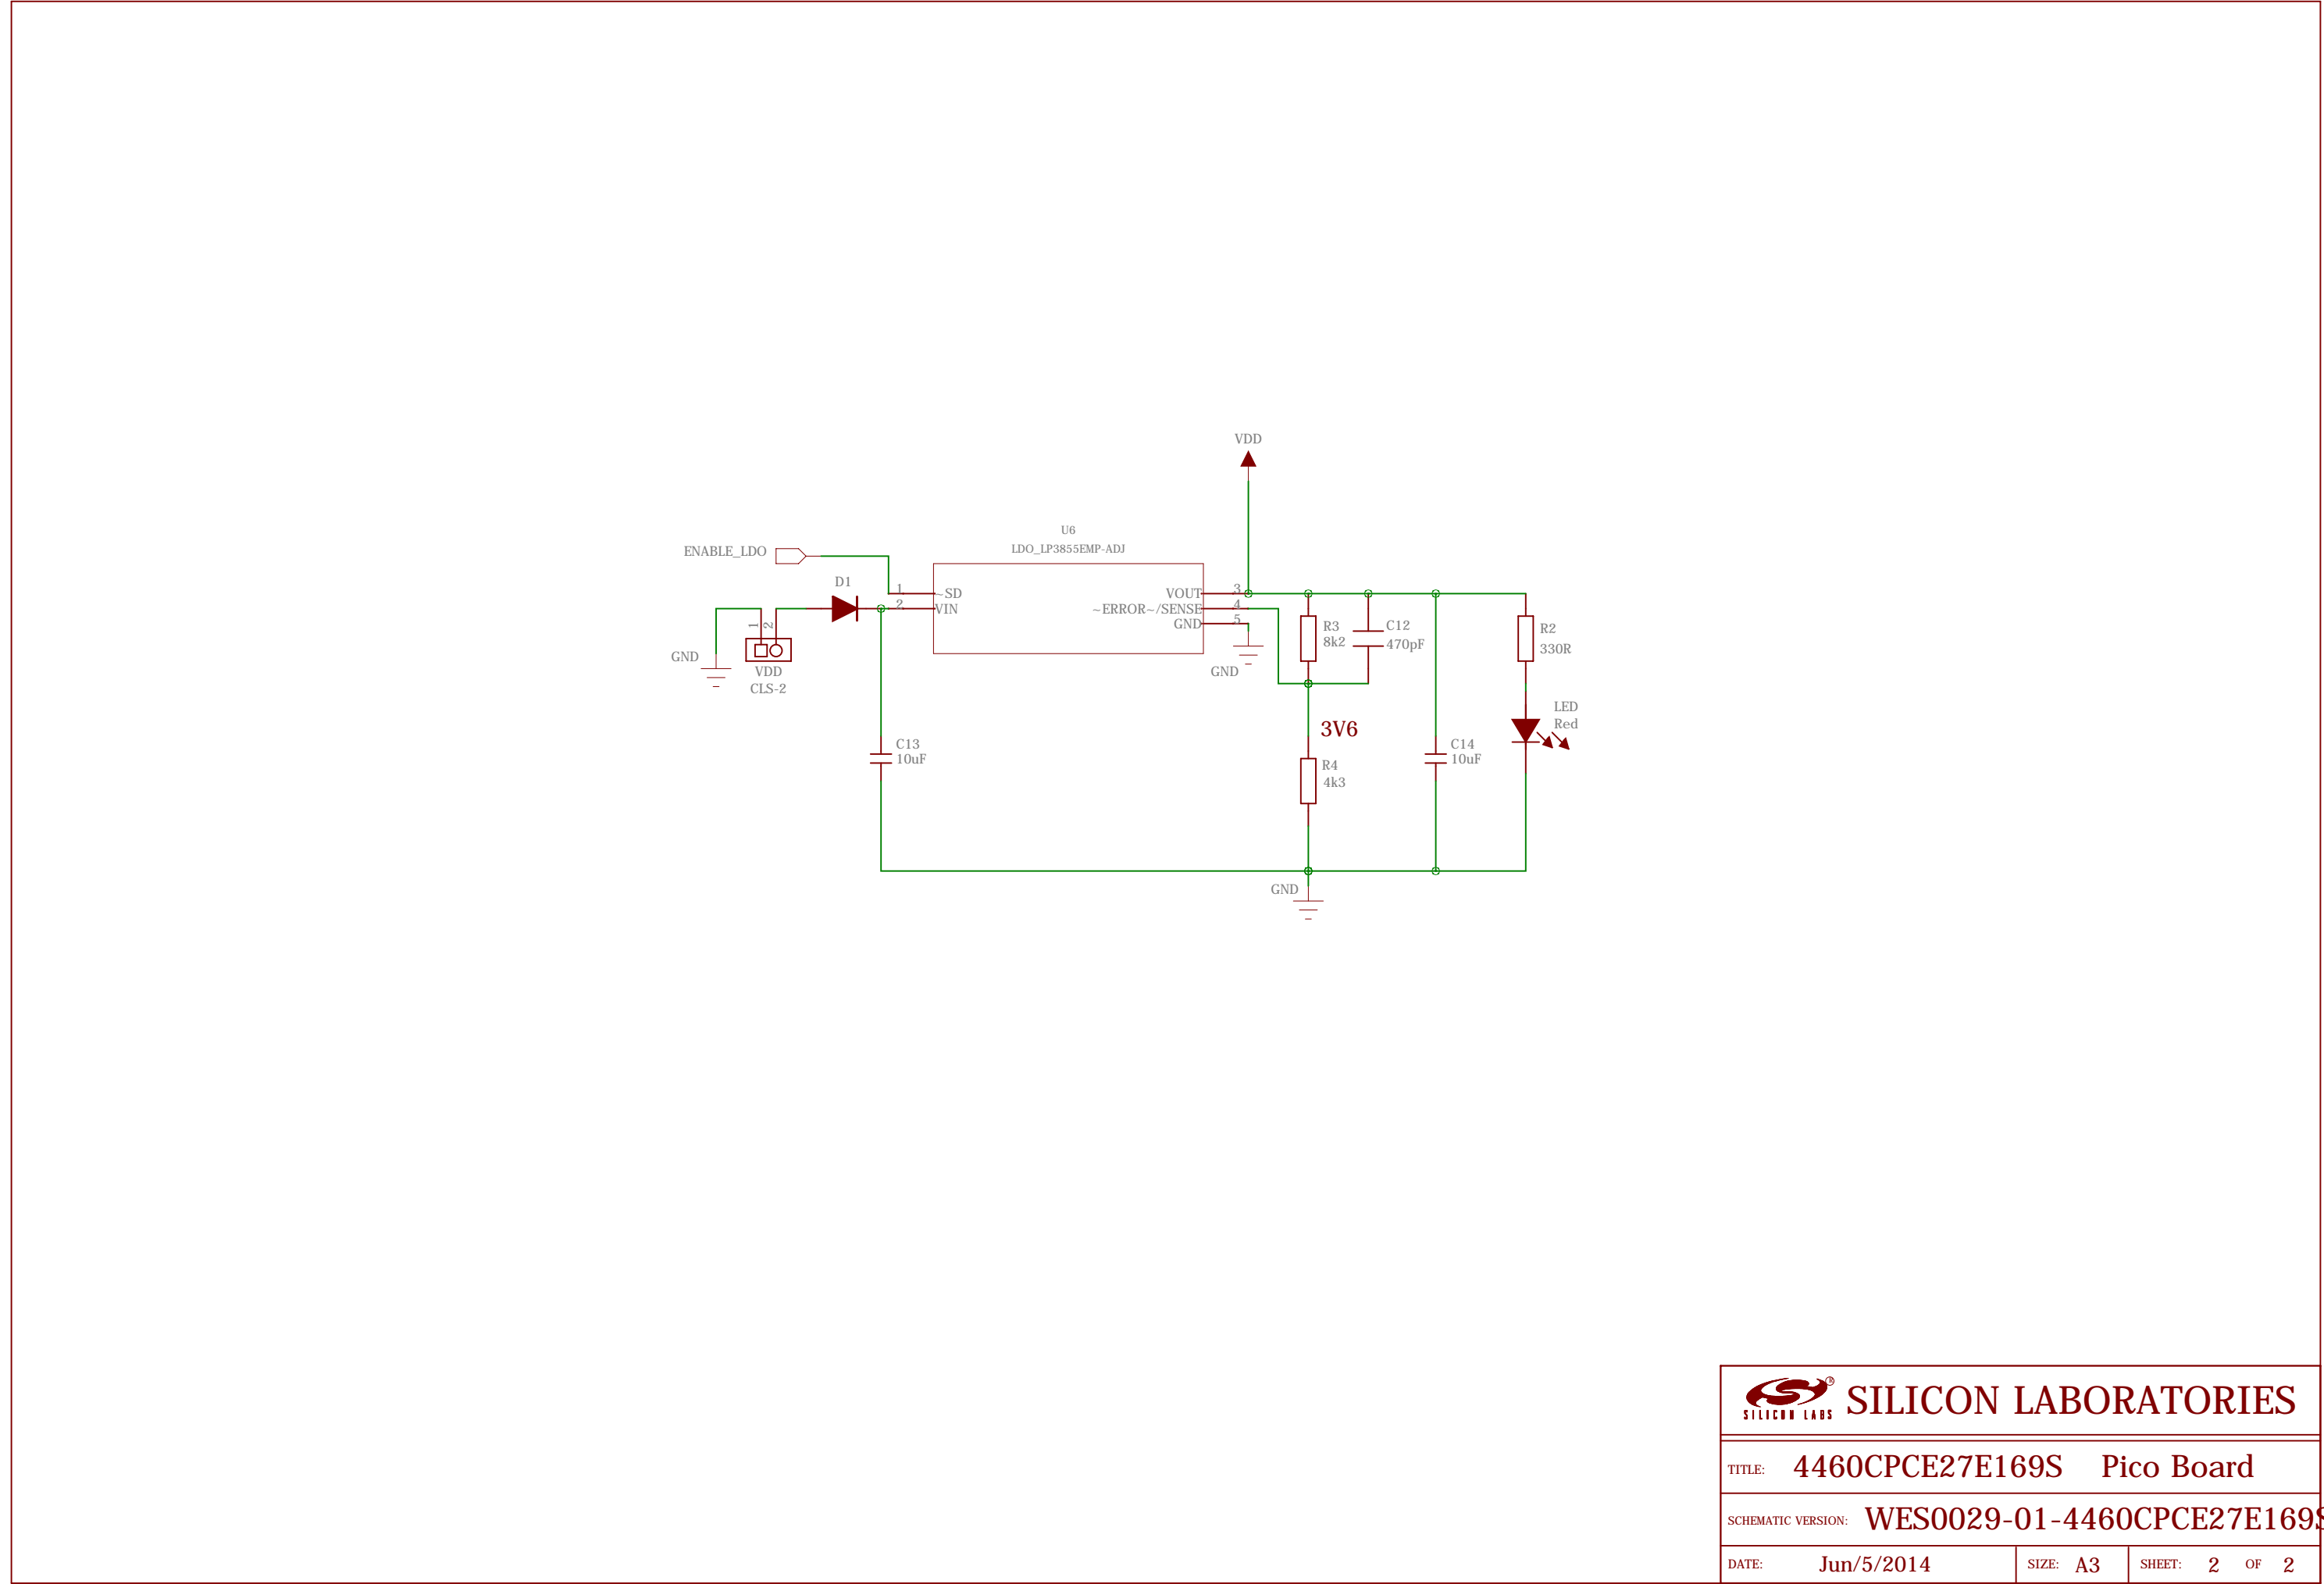 VDD
U6
LDO_LP3855EMP-ADJ
ENABLE_LDO
D1
1
~SD
2
VIN
VOUT
3
~ERROR~/SENSE
4
GND
5
1
2
GND
VDD
CLS-2
GND
R3
8k2
C12
470pF
R2
330R
LED
Red
3V6
C13
10uF
R4
4k3
C14
10uF
GND
SILICON LABS
®
SILICON LABORATORIES
TITLE: 4460CPCE27E169S Pico Board
SCHEMATIC VERSION: WES0029-01-4460CPCE27E169S
DATE: Jun/5/2014
SIZE: A3
SHEET: 2 OF 2